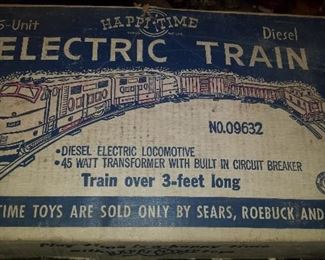 5-Unit
HAPPI-TIME
Diesel
ELECTRIC TRAIN
NO.09632
• DIESEL ELECTRIC LOCOMOTIVE
• 45 WATT TRANSFORMER WITH BUILT IN CIRCUIT BREAKER
Train over 3-feet long
TIME TOYS ARE SOLD ONLY BY SEARS, ROEBUCK AND